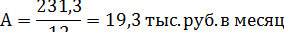 А = 231,3/12 = 19,3 тыс.руб.в месяц